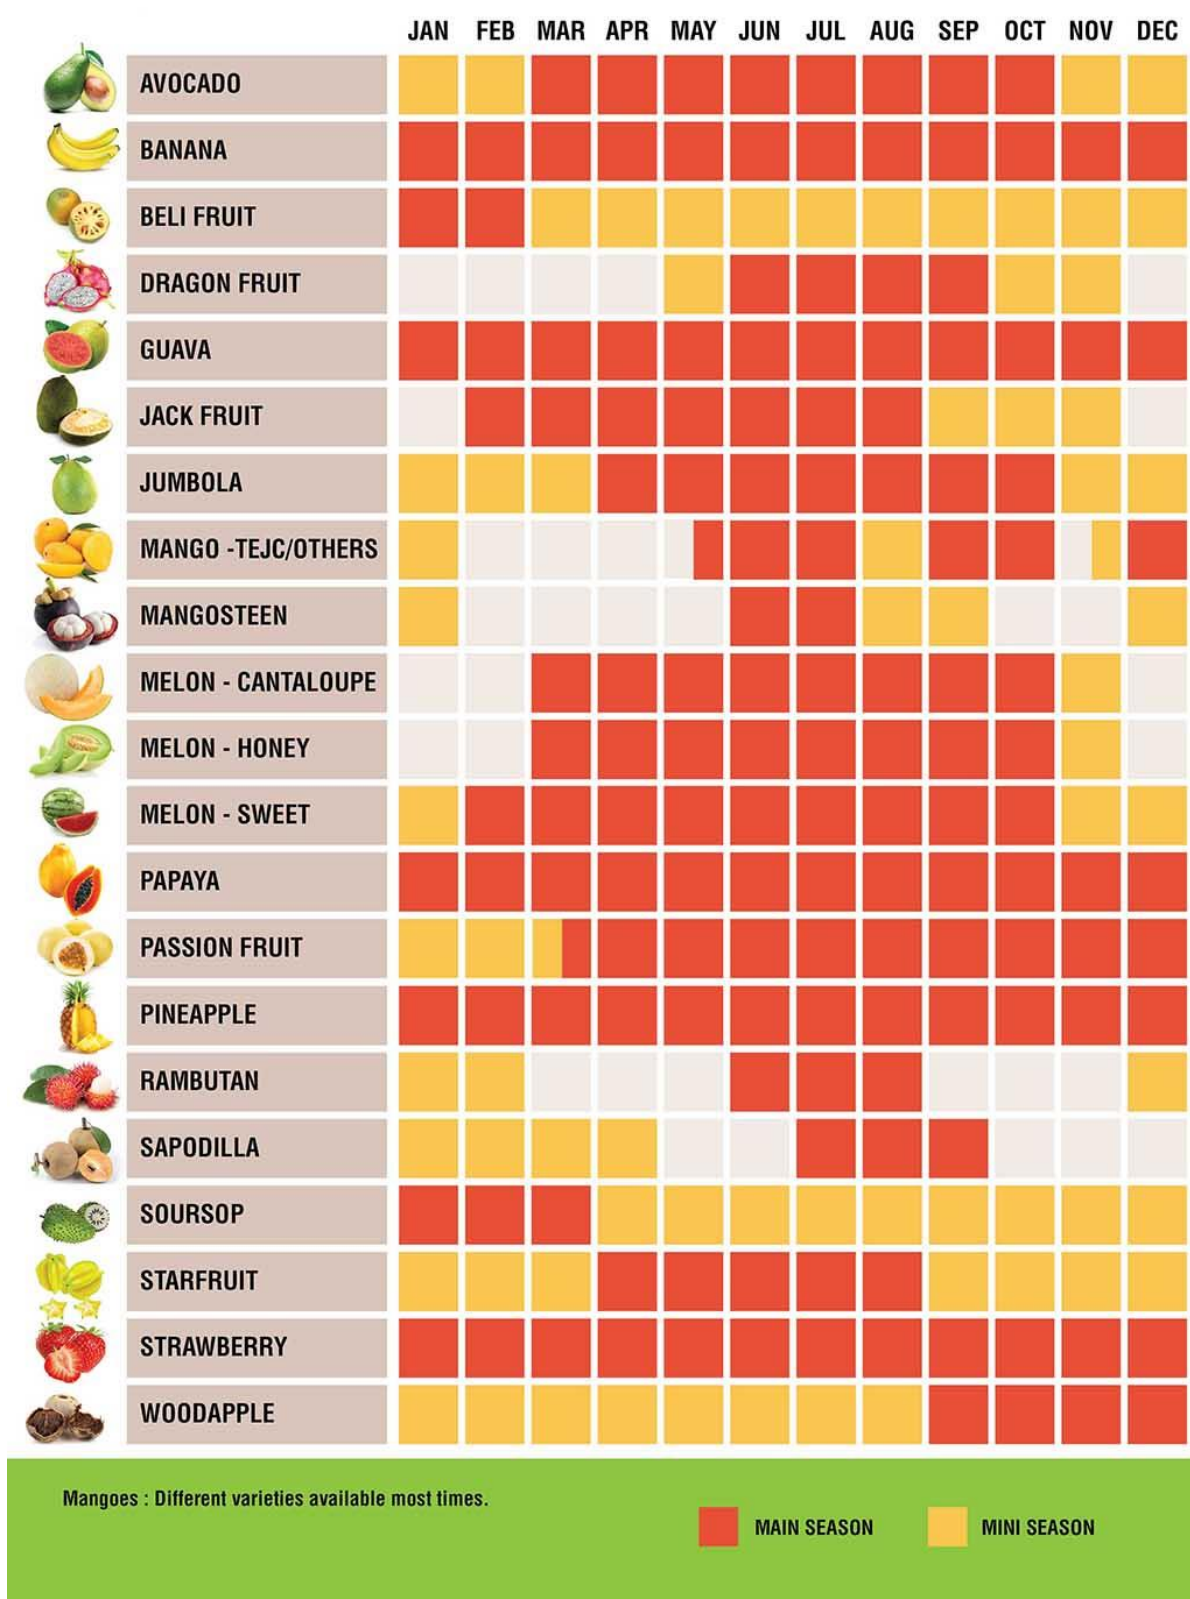 JAN FEB MAR APR MAY JUN JUL AUG SEP OCT NOV DEC
AVOCADO
BANANA
BELI FRUIT
DRAGON FRUIT
GUAVA
JACK FRUIT
JUMBOLA
MANGO -TEJC/OTHERS
MANGOSTEEN
MELON - CANTALOUPE
MELON - HONEY
MELON - SWEET
PAPAYA
PASSION FRUIT
PINEAPPLE
RAMBUTAN
SAPODILLA
SOURSOP
STARFRUIT
STRAWBERRY
WOODAPPLE
Mangoes : Different varieties available most times.
MAIN SEASON MINI SEASON